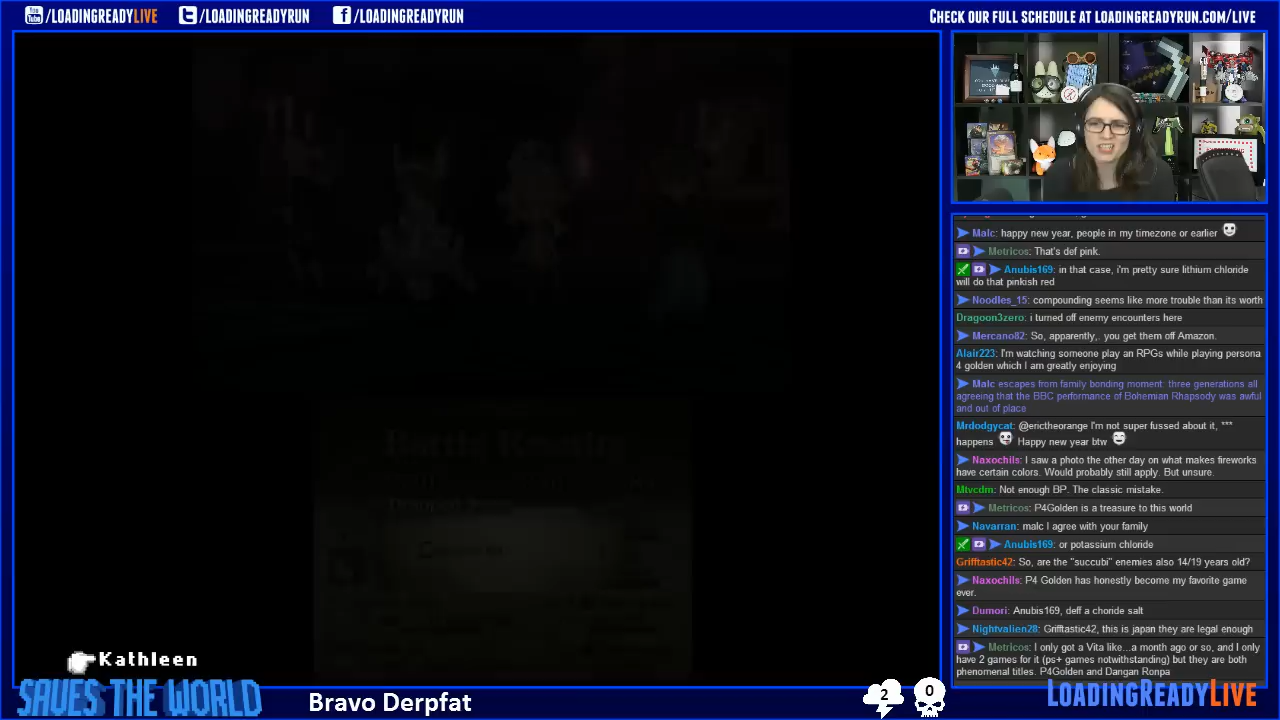 /LOADINGREADYLIVE /LOADINGREADYRUN /LOADINGREADYRUN CHECK OUR FULL SCHEDULE AT LOADINGREADYRUN.COM/LIVE
Malc: happy new year, people in my timezone or earlier
Metricos: That's def pink.
Anubis169: in that case, i'm pretty sure lithium chloride
will do that pinkish red
Noodles_15: compounding seems like more trouble than its worth
Dragoon3zero: i turned off enemy encounters here
Mercano82: So, apparently,. you get them off Amazon.
Alair223: I'm watching someone play an RPGs while playing persona
4 golden which I am greatly enjoying
Malc escapes from family bonding moment: three generations all
agreeing that the BBC performance of Bohemian Rhapsody was awful
and out of place
Mrdodgycat: @erictheorange I'm not super fussed about it, ***
happens Happy new year btw
Naxochils: I saw a photo the other day on what makes fireworks
have certain colors. Would probably still apply. But unsure.
Mtvcdm: Not enough BP. The classic mistake.
Metricos: P4Golden is a treasure to this world
Navarran: malc I agree with your family
Anubis169: or potassium chloride
Grifftastic42: So, are the "succubi" enemies also 14/19 years old?
Naxochils: P4 Golden has honestly become my favorite game
ever.
Dumori: Anubis169, deff a choride salt
Nightvalien28: Grifftastic42, this is japan they are legal enough
Metricos: I only got a Vita like...a month ago or so, and I only
have 2 games for it (ps+ games notwithstanding) but they are both
phenomenal titles. P4Golden and Dangan Ronpa
Kathleen
SAVES THE WORLD
Bravo Derpfat
2 0
LOADINGREADYLIVE